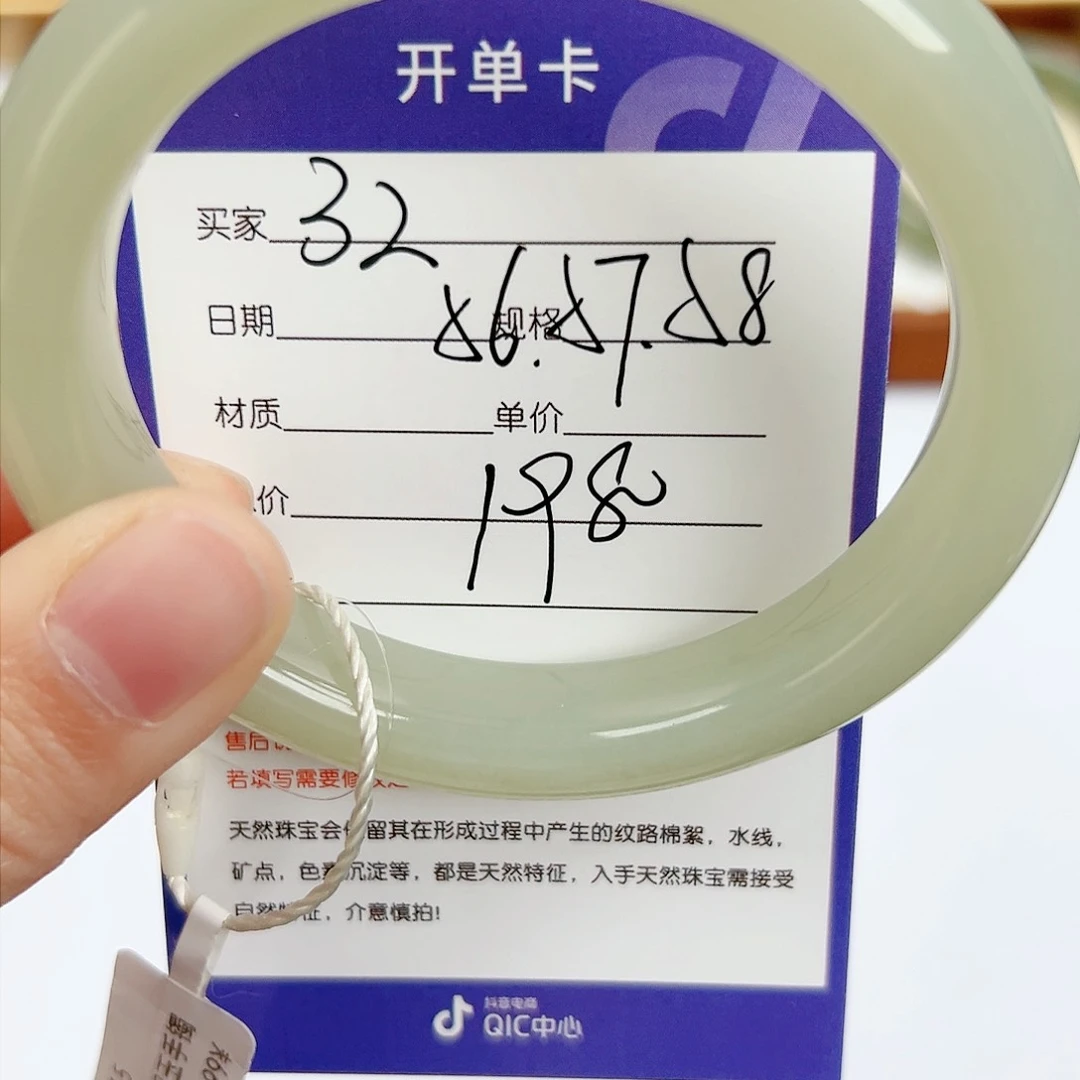 开单卡
买家 32
日期 规格 56.57.58
材质 单价
价 198
售后
若填写需要修改
天然珠宝会保留其在形成过程中产生的纹路棉絮，水线，
矿点，色素沉淀等，都是天然特征，入手天然珠宝需接受
自然特征，介意慎拍!
抖音电商
QIC中心